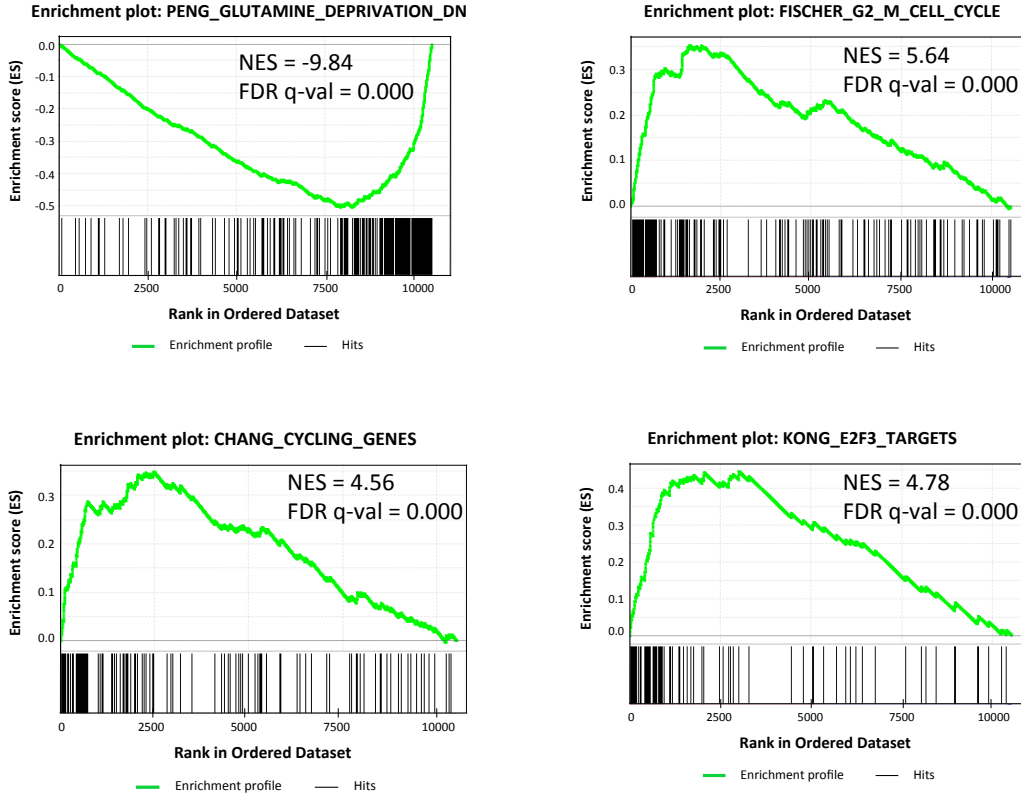 Enrichment plot: PENG_GLUTAMINE_DEPRIVATION_DN
NES = -9.84
FDR q-val = 0.000
Enrichment score (ES)
0.0
-0.1
-0.2
-0.3
-0.4
-0.5
0
2500
5000
7500
10000
Rank in Ordered Dataset
Enrichment profile
Hits
Enrichment plot: FISCHER_G2_M_CELL_CYCLE
NES = 5.64
FDR q-val = 0.000
Enrichment score (ES)
0.3
0.2
0.1
0.0
0
2500
5000
7500
10000
Rank in Ordered Dataset
Enrichment profile
Hits
Enrichment plot: CHANG_CYCLING_GENES
NES = 4.56
FDR q-val = 0.000
Enrichment score (ES)
0.3
0.2
0.1
0.0
0
2500
5000
7500
10000
Rank in Ordered Dataset
Enrichment profile
Hits
Enrichment plot: KONG_E2F3_TARGETS
NES = 4.78
FDR q-val = 0.000
Enrichment score (ES)
0.4
0.3
0.2
0.1
0.0
0
2500
5000
7500
10000
Rank in Ordered Dataset
Enrichment profile
Hits